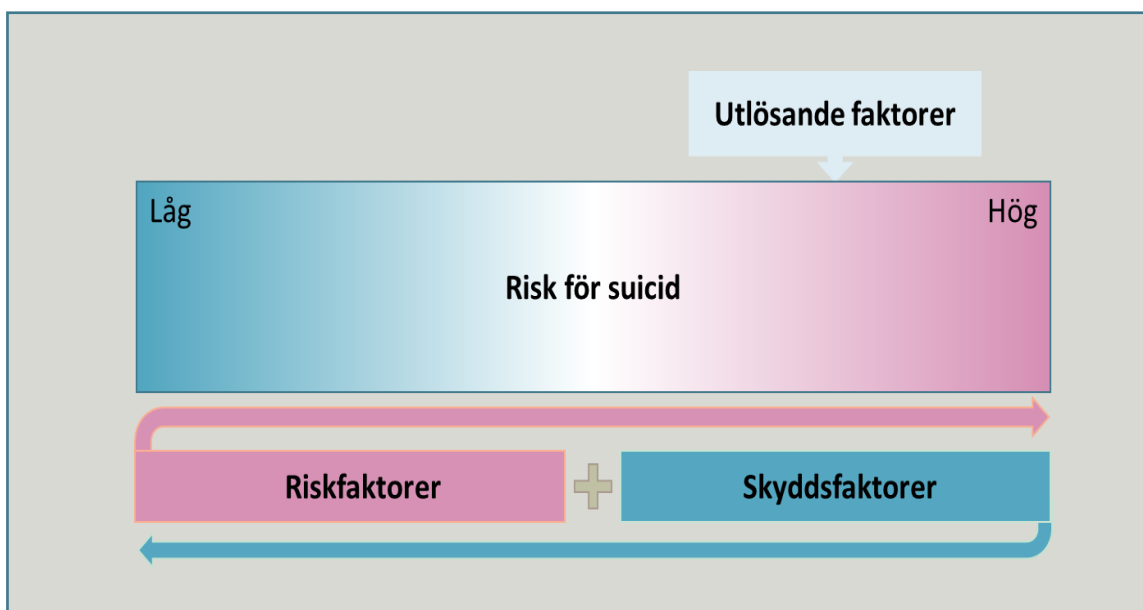 Utlösande faktorer
Låg
Hög
Risk för suicid
Riskfaktorer
Skyddsfaktorer